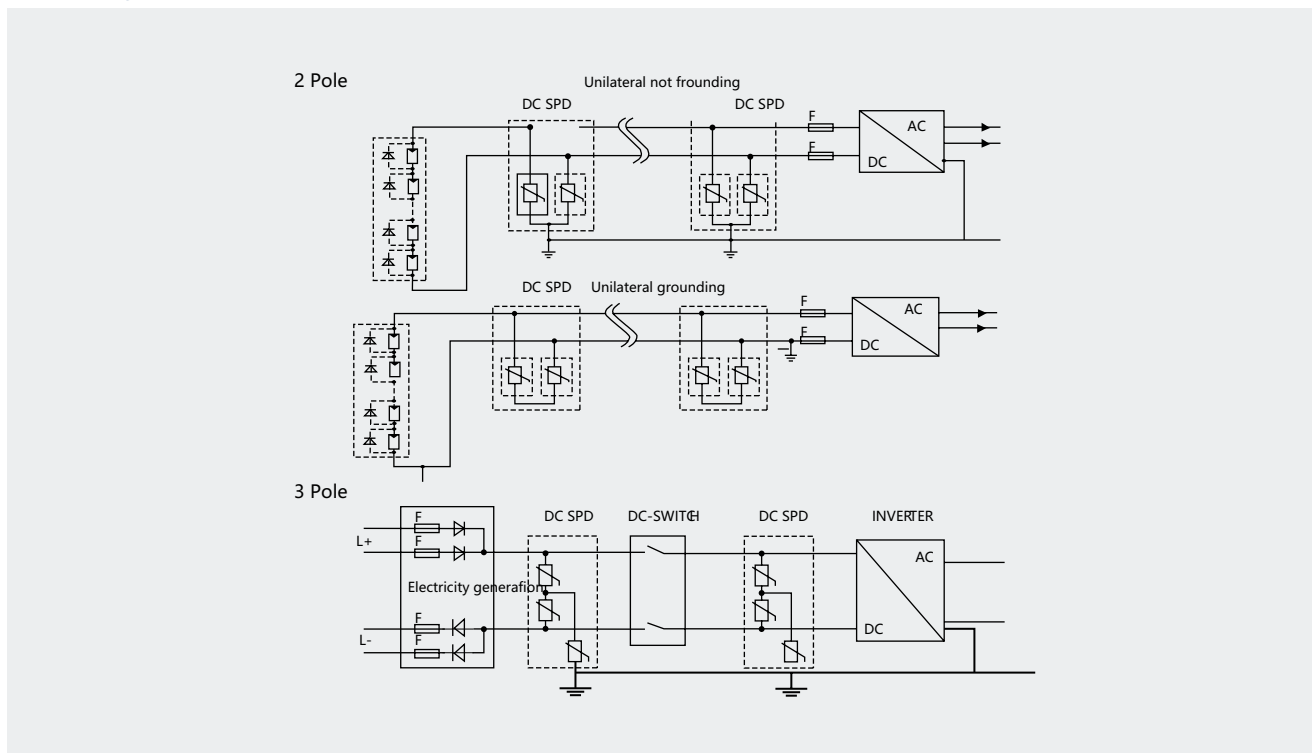 2 Pole
Unilateral not frounding
DC SPD
DC SPD
F
F
AC
DC
DC SPD
Unilateral grounding
F
F
AC
DC
3 Pole
DC SPD
DC-SWITCH
DC SPD
INVERTER
F
L+
F
AC
Electricity generafion
F
L-
F
DC